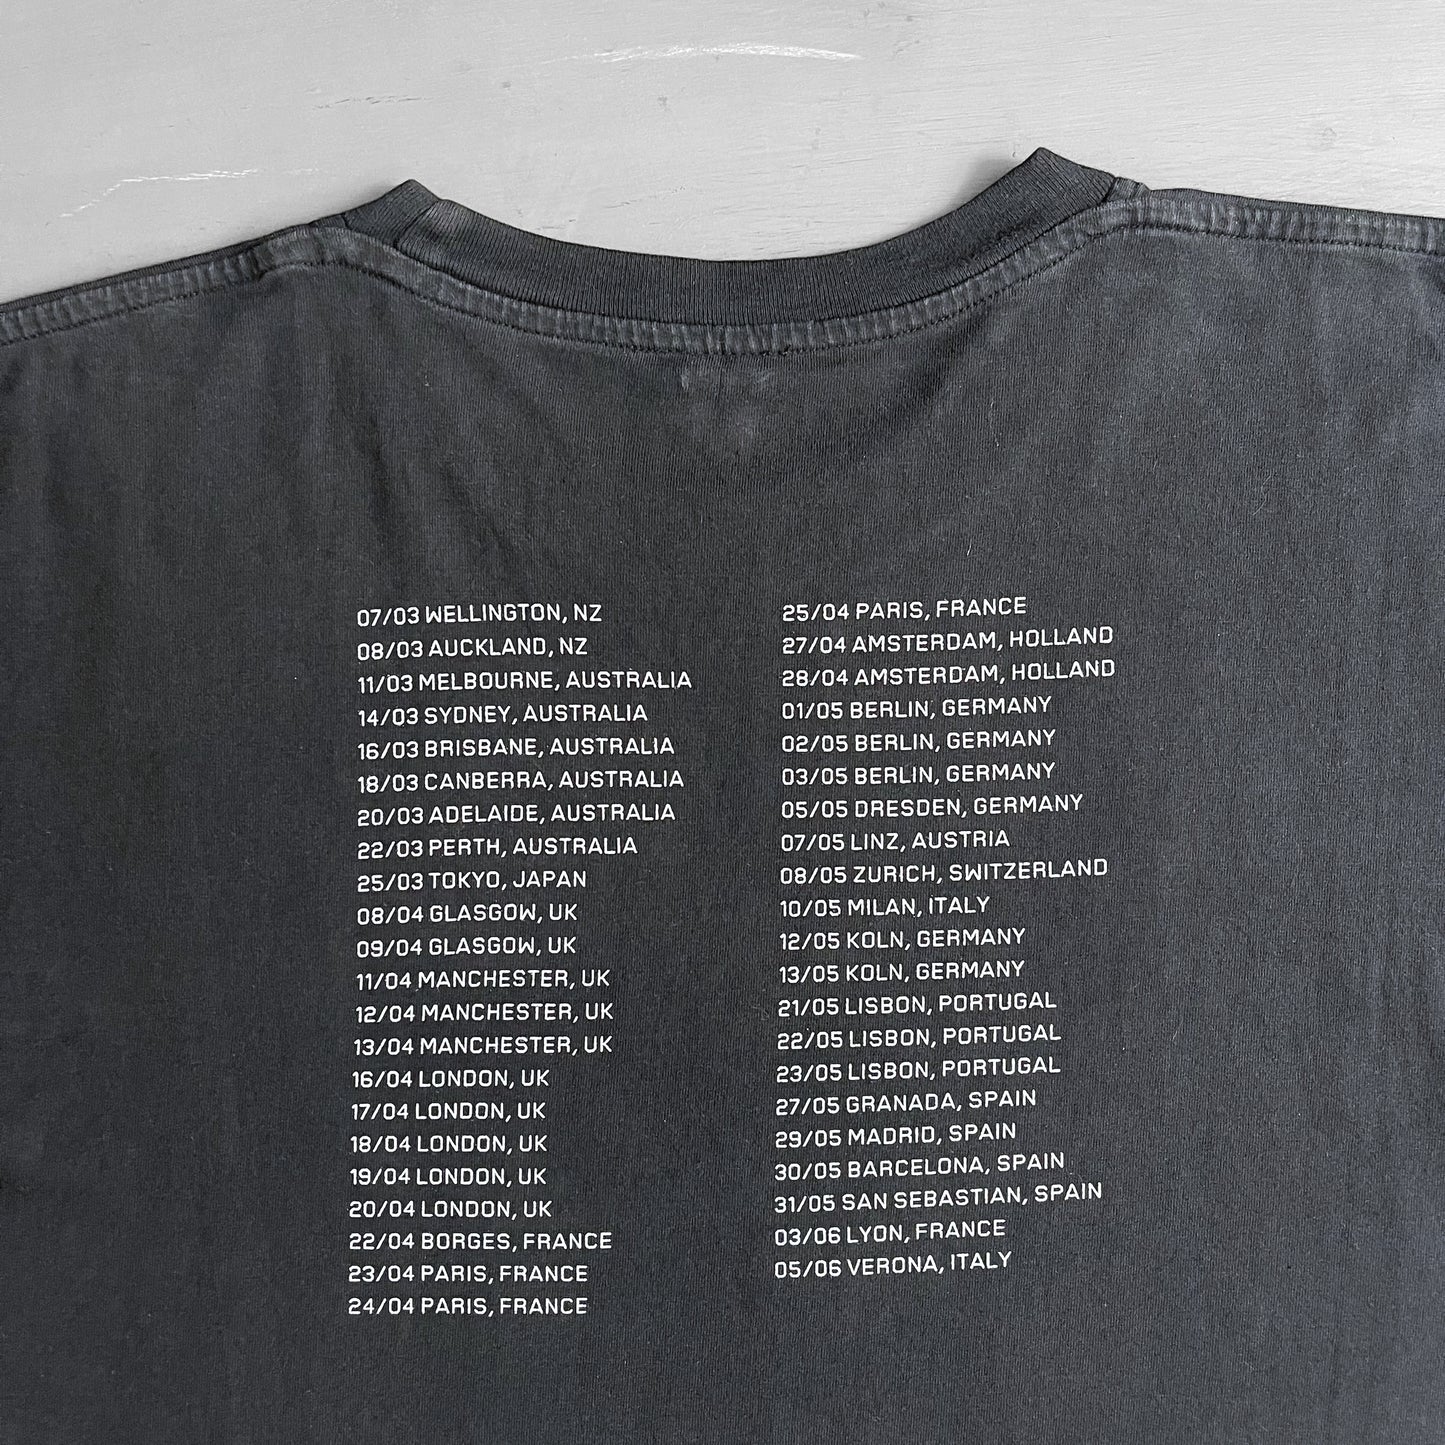 07/03 WELLINGTON, NZ
08/03 AUCKLAND, NZ
11/03 MELBOURNE, AUSTRALIA
14/03 SYDNEY, AUSTRALIA
16/03 BRISBANE, AUSTRALIA
18/03 CANBERRA, AUSTRALIA
20/03 ADELAIDE, AUSTRALIA
22/03 PERTH, AUSTRALIA
25/03 TOKYO, JAPAN
08/04 GLASGOW, UK
09/04 GLASGOW, UK
11/04 MANCHESTER, UK
12/04 MANCHESTER, UK
13/04 MANCHESTER, UK
16/04 LONDON, UK
17/04 LONDON, UK
18/04 LONDON, UK
19/04 LONDON, UK
20/04 LONDON, UK
22/04 BORGES, FRANCE
23/04 PARIS, FRANCE
24/04 PARIS, FRANCE
25/04 PARIS, FRANCE
27/04 AMSTERDAM, HOLLAND
28/04 AMSTERDAM, HOLLAND
01/05 BERLIN, GERMANY
02/05 BERLIN, GERMANY
03/05 BERLIN, GERMANY
05/05 DRESDEN, GERMANY
07/05 LINZ, AUSTRIA
08/05 ZURICH, SWITZERLAND
10/05 MILAN, ITALY
12/05 KOLN, GERMANY
13/05 KOLN, GERMANY
21/05 LISBON, PORTUGAL
22/05 LISBON, PORTUGAL
23/05 LISBON, PORTUGAL
27/05 GRANADA, SPAIN
29/05 MADRID, SPAIN
30/05 BARCELONA, SPAIN
31/05 SAN SEBASTIAN, SPAIN
03/06 LYON, FRANCE
05/06 VERONA, ITALY